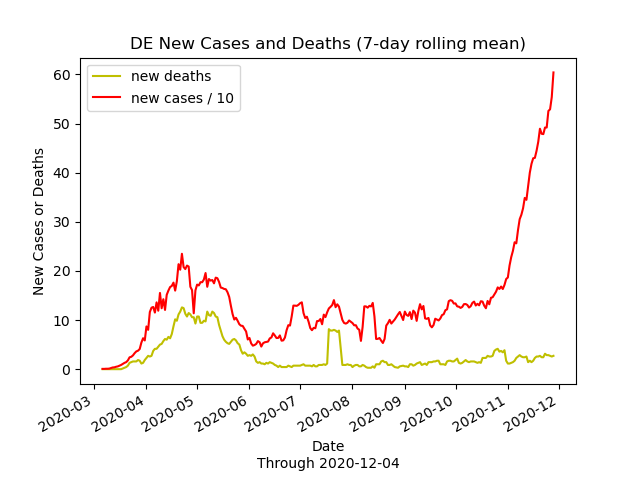 DE New Cases and Deaths (7-day rolling mean)
new deaths
new cases / 10
New Cases or Deaths
60
50
40
30
20
10
0
2020-03
2020-04
2020-05
2020-06
2020-07
2020-08
2020-09
2020-10
2020-11
2020-12
Date
Through 2020-12-04